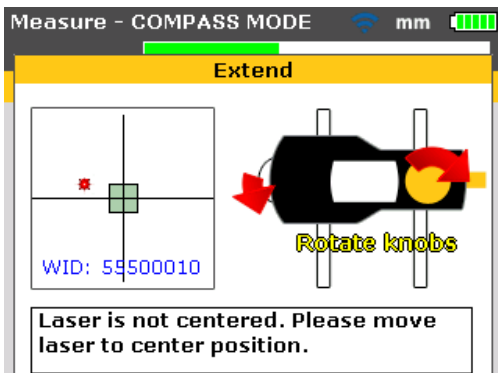 Measure - COMPASS MODE mm
Extend
WID: 55500010
Rotate knobs
Laser is not centered. Please move
laser to center position.